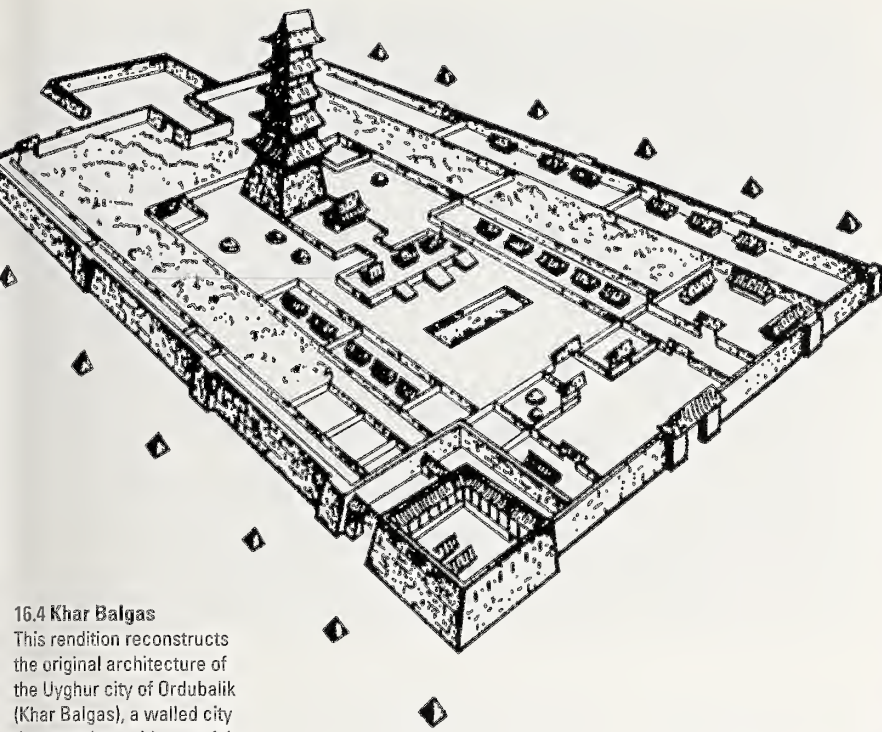 16.4 Khar Balgas
This rendition reconstructs
the original architecture of
the Uyghur city of Ordubalik
(Khar Balgas), a walled city